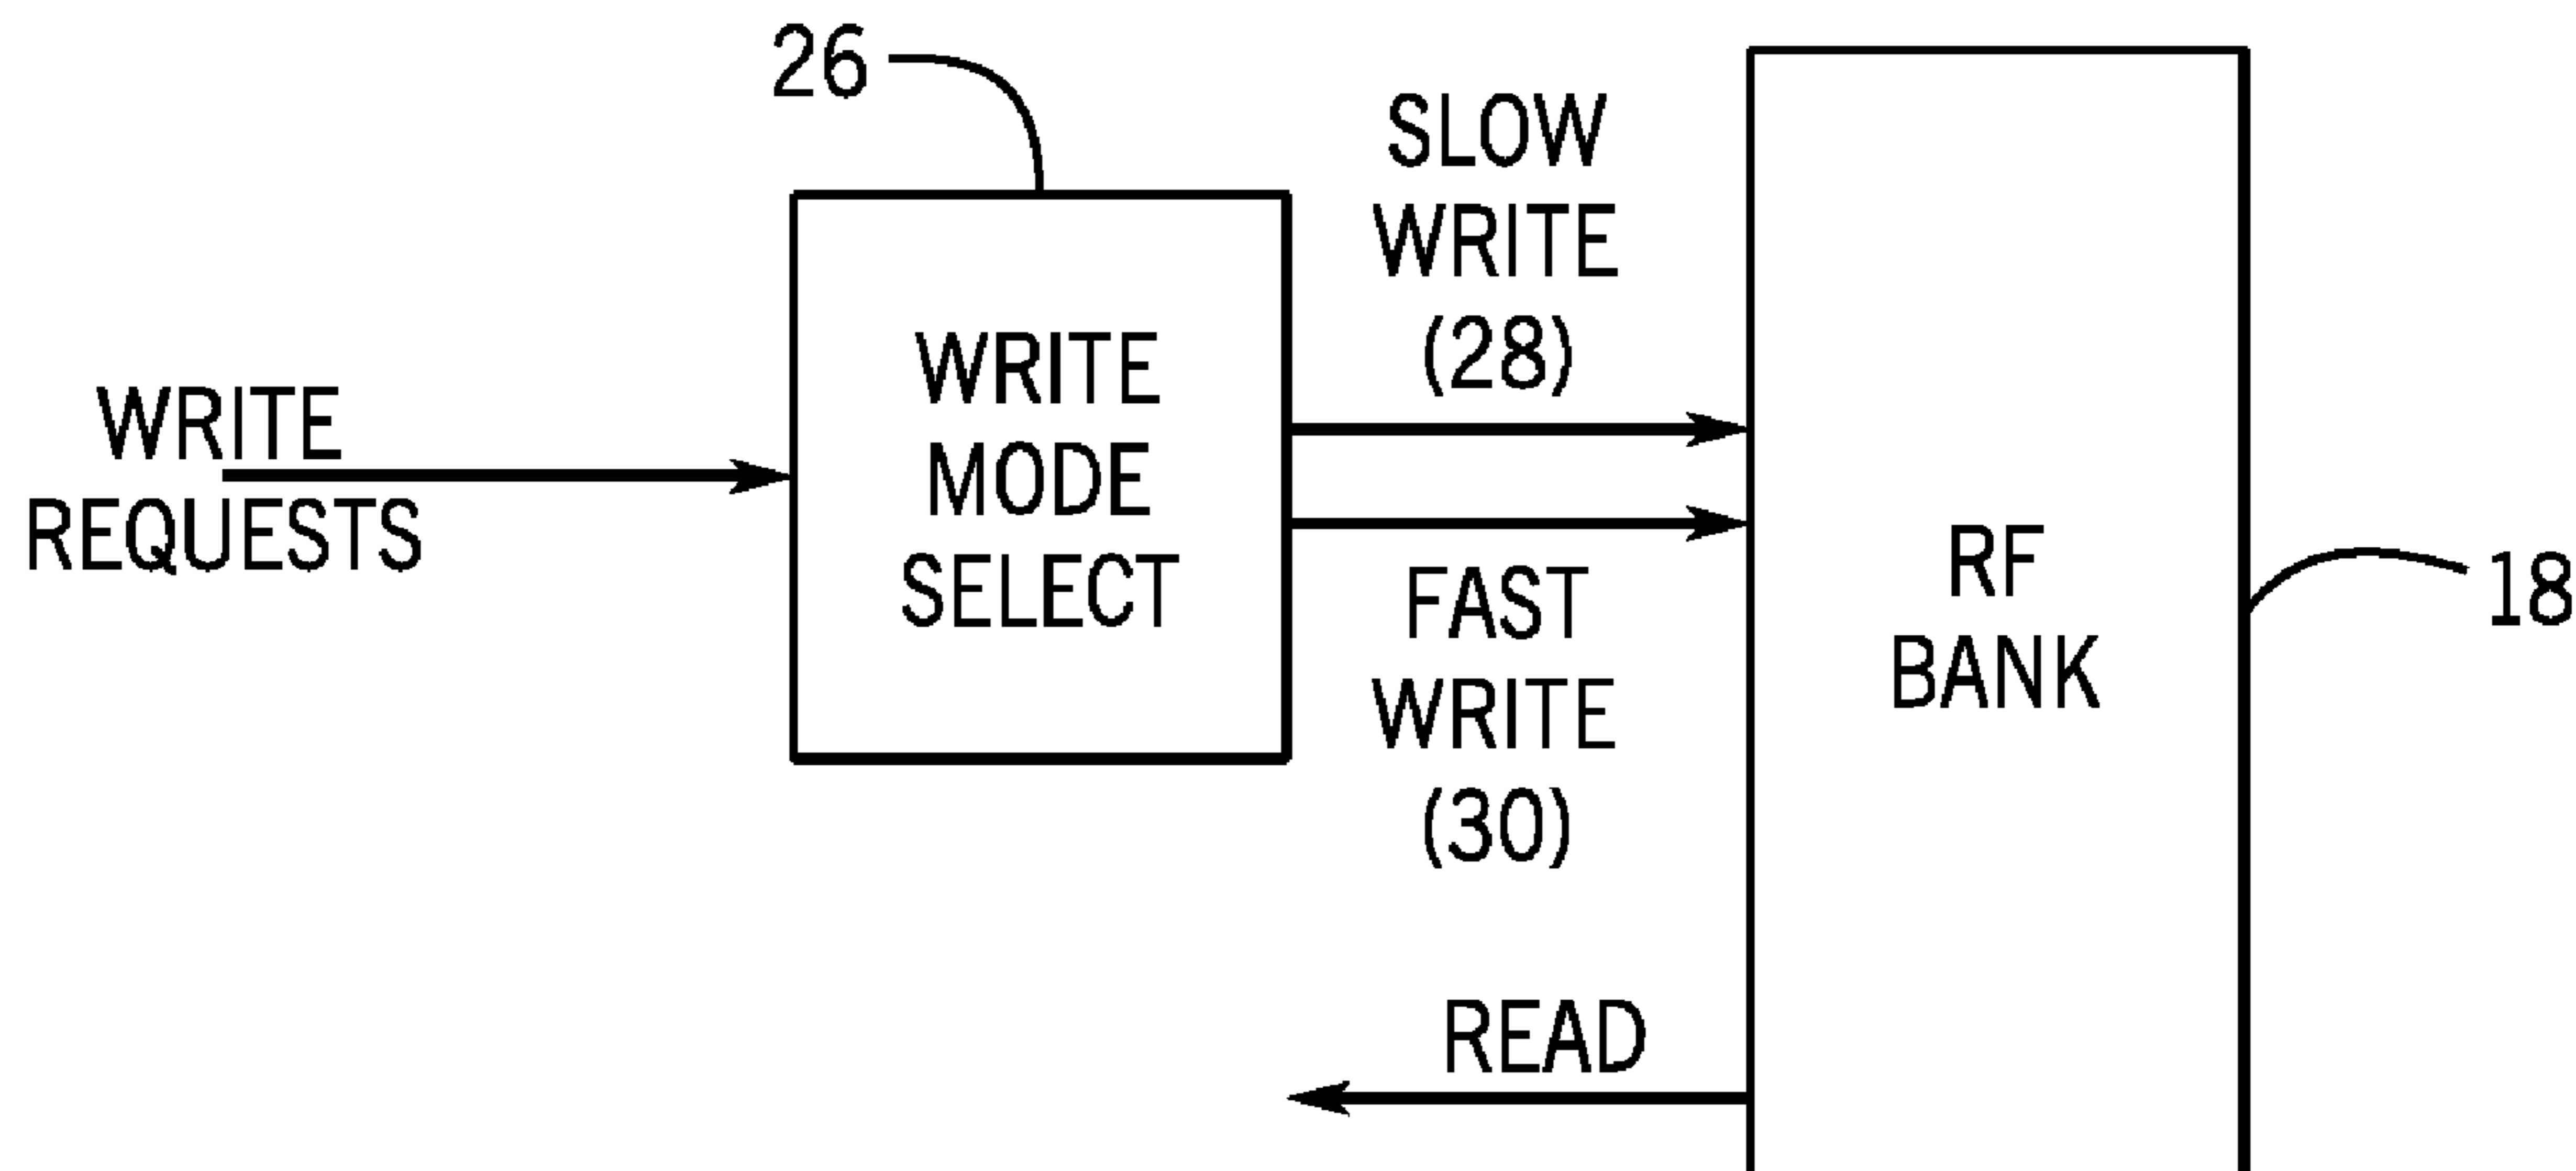 26
SLOW
WRITE
(28)
WRITE
REQUESTS
WRITE
MODE
SELECT
FAST
WRITE
(30)
RF
BANK
18
READ